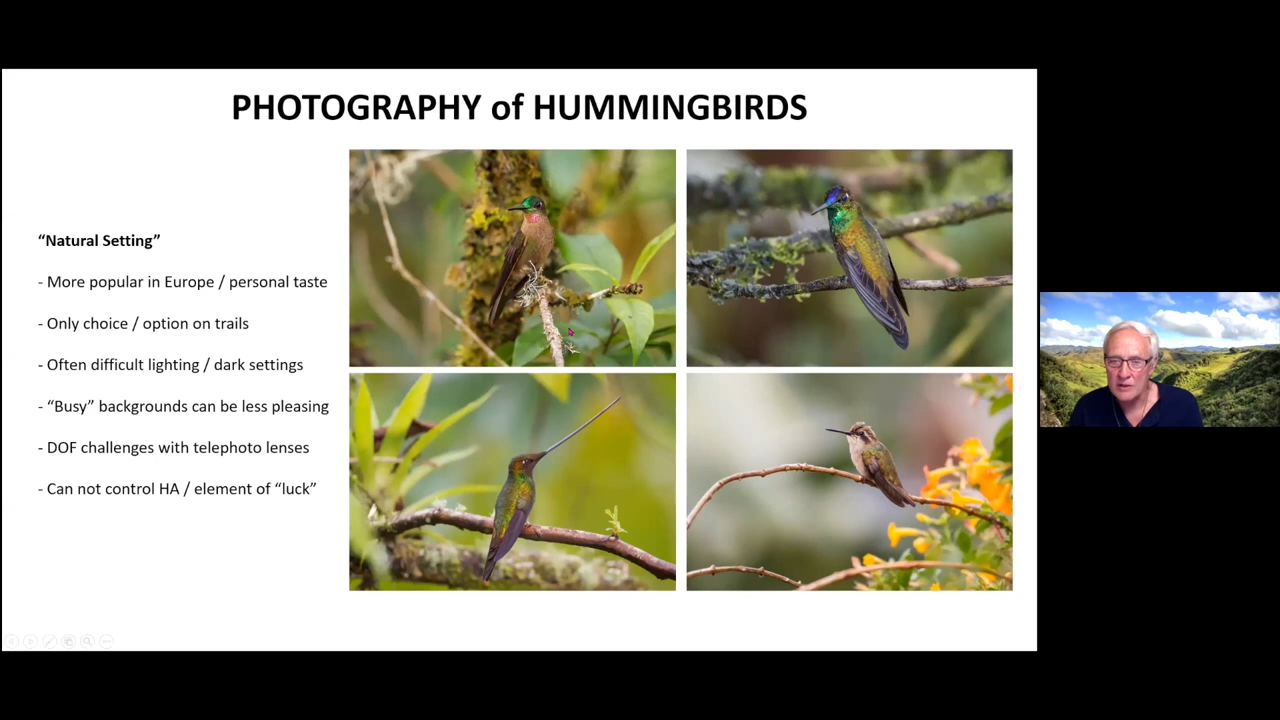 PHOTOGRAPHY of HUMMINGBIRDS
“Natural Setting”
- More popular in Europe / personal taste
- Only choice / option on trails
- Often difficult lighting / dark settings
- “Busy” backgrounds can be less pleasing
- DOF challenges with telephoto lenses
- Can not control HA / element of “luck”